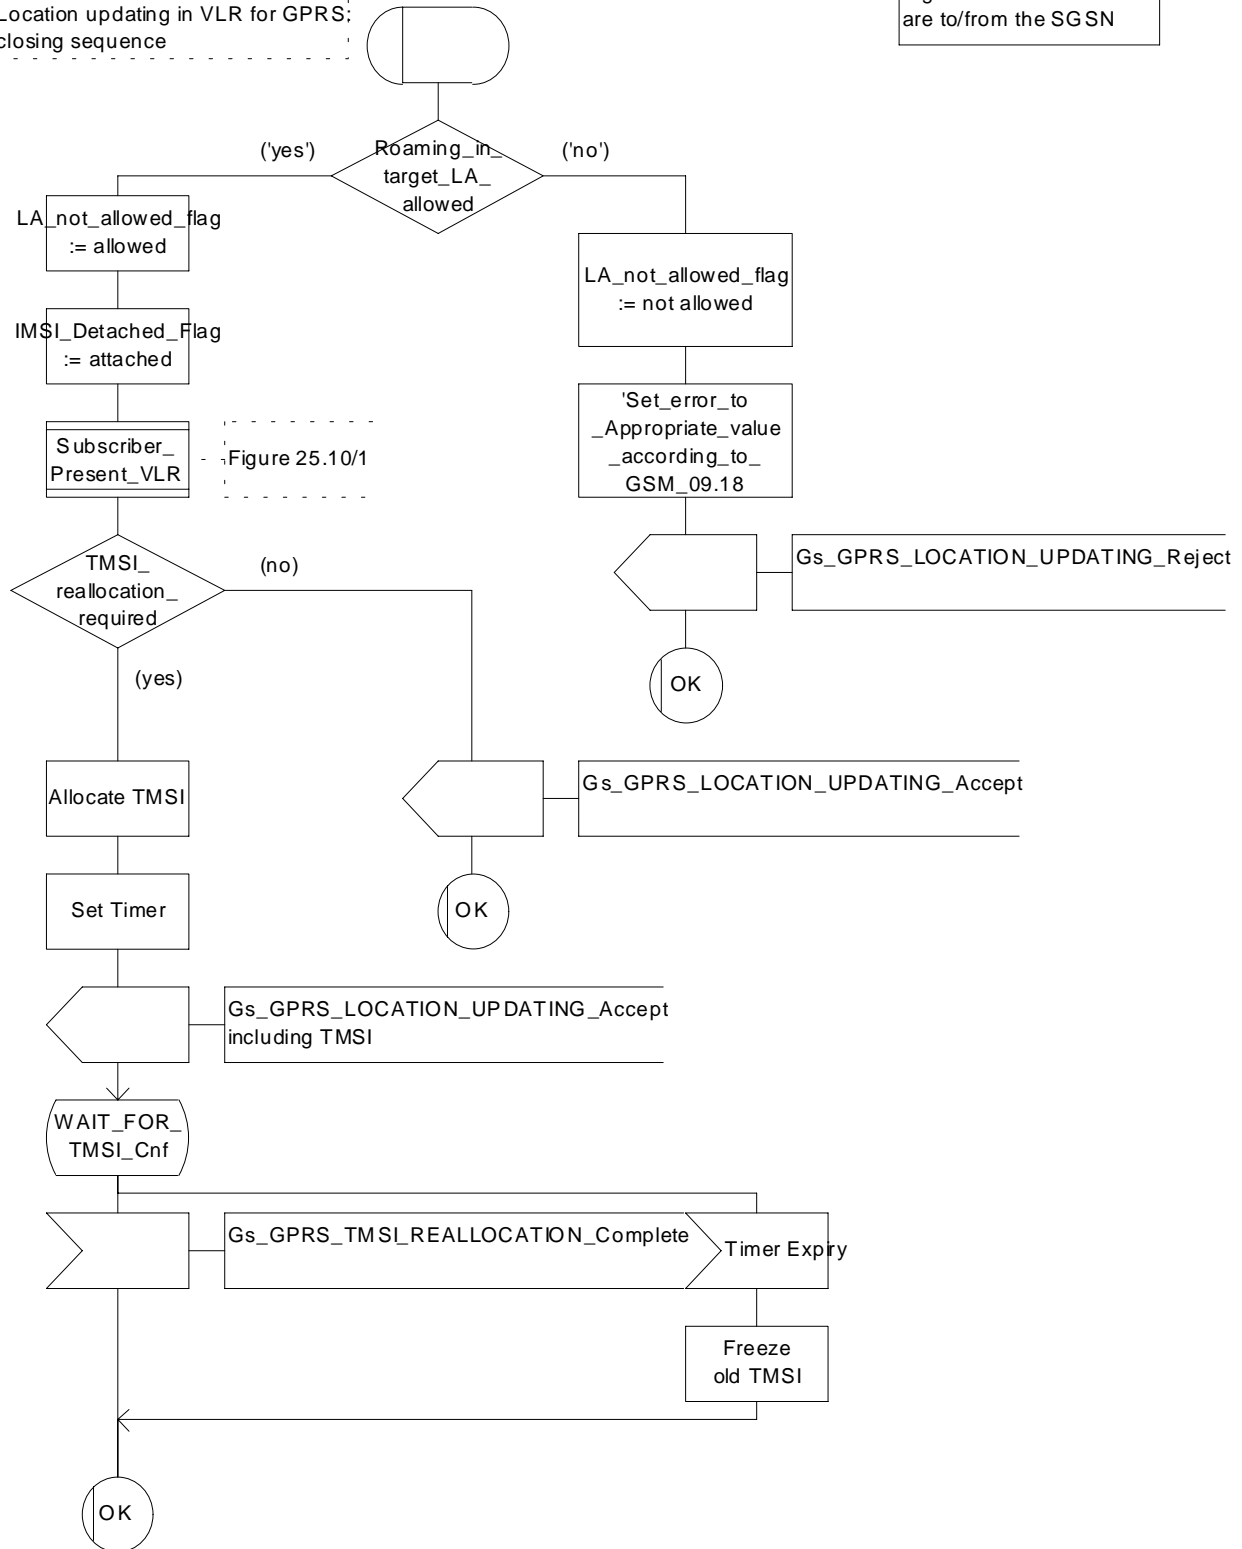 Location updating in VLR for GPRS;
closing sequence
are to/from the SGSN
('yes')
Roaming_in_
target_LA_
allowed
('no')
LA_not_allowed_flag
:= allowed
LA_not_allowed_flag
:= not allowed
IMSI_Detached_Flag
:= attached
'Set_error_to
_Appropriate_value
_according_to_
GSM_09.18
Subscriber_
Present_VLR
Figure 25.10/1
TMSI_
reallocation_
required
(no)
Gs_GPRS_LOCATION_UPDATING_Reject
(yes)
OK
Allocate TMSI
Gs_GPRS_LOCATION_UPDATING_Accept
Set Timer
OK
Gs_GPRS_LOCATION_UPDATING_Accept
including TMSI
WAIT_FOR_
TMSI_Cnf
Gs_GPRS_TMSI_REALLOCATION_Complete
Timer Expiry
Freeze
old TMSI
OK